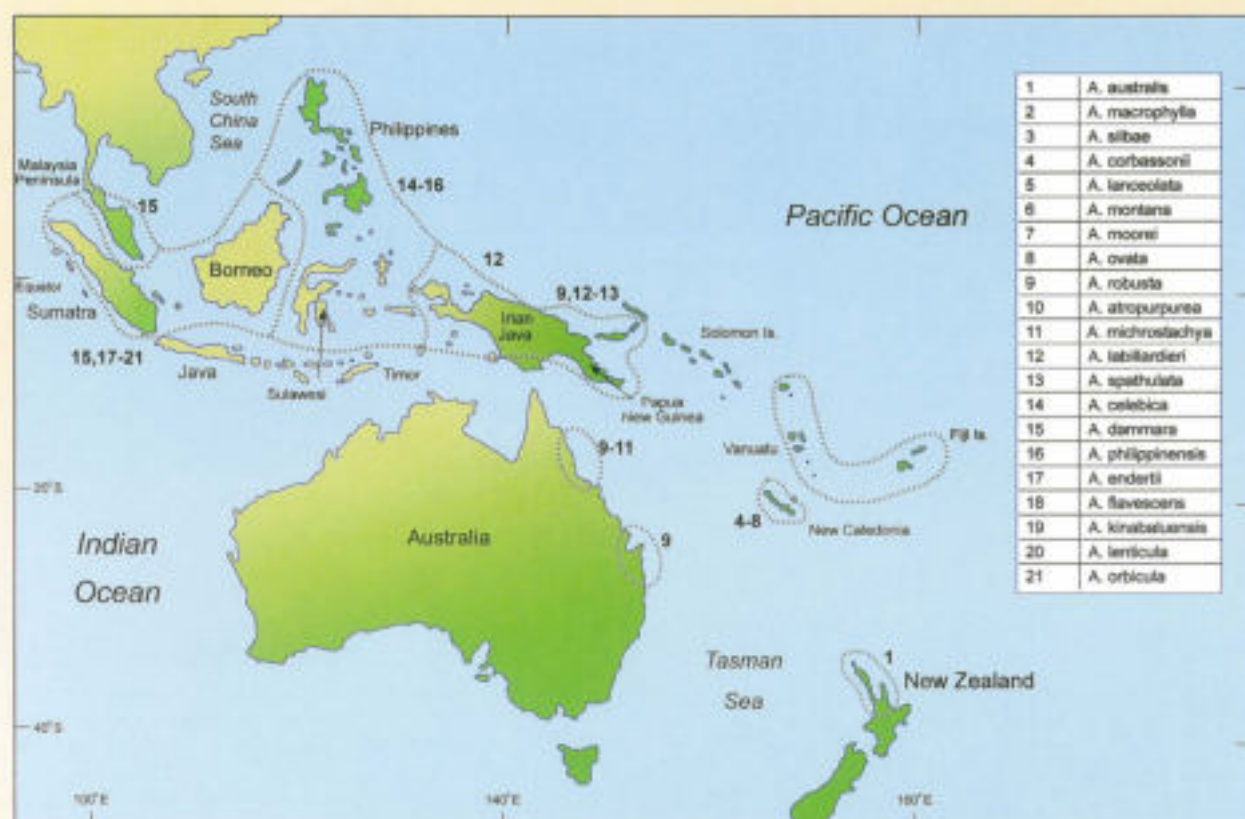 South
China
Sea
Philippines
Malaysia
Peninsula
15
14-16
Pacific Ocean
12
Borneo
9,12-13
Equator
Sumatra
Irian
Java
Solomon Is.
15,17-21
Java
Timor
Sulawesi
Papua
New Guinea
Vanuatu
Fiji Is.
9-11
20°S
4-8
New Caledonia
Indian
Ocean
Australia
9
Tasman
Sea
1
New Zealand
40°S
100°E
140°E
160°E
1 A. australis
2 A. macrophylla
3 A. silbae
4 A. corbassonii
5 A. lanceolata
6 A. montana
7 A. moorei
8 A. ovata
9 A. robusta
10 A. atropurpurea
11 A. michrostachya
12 A. labillardieri
13 A. spathulata
14 A. celebica
15 A. dammara
16 A. philippinensis
17 A. endertii
18 A. flavescens
19 A. kinabaluensis
20 A. lenticula
21 A. orbicula